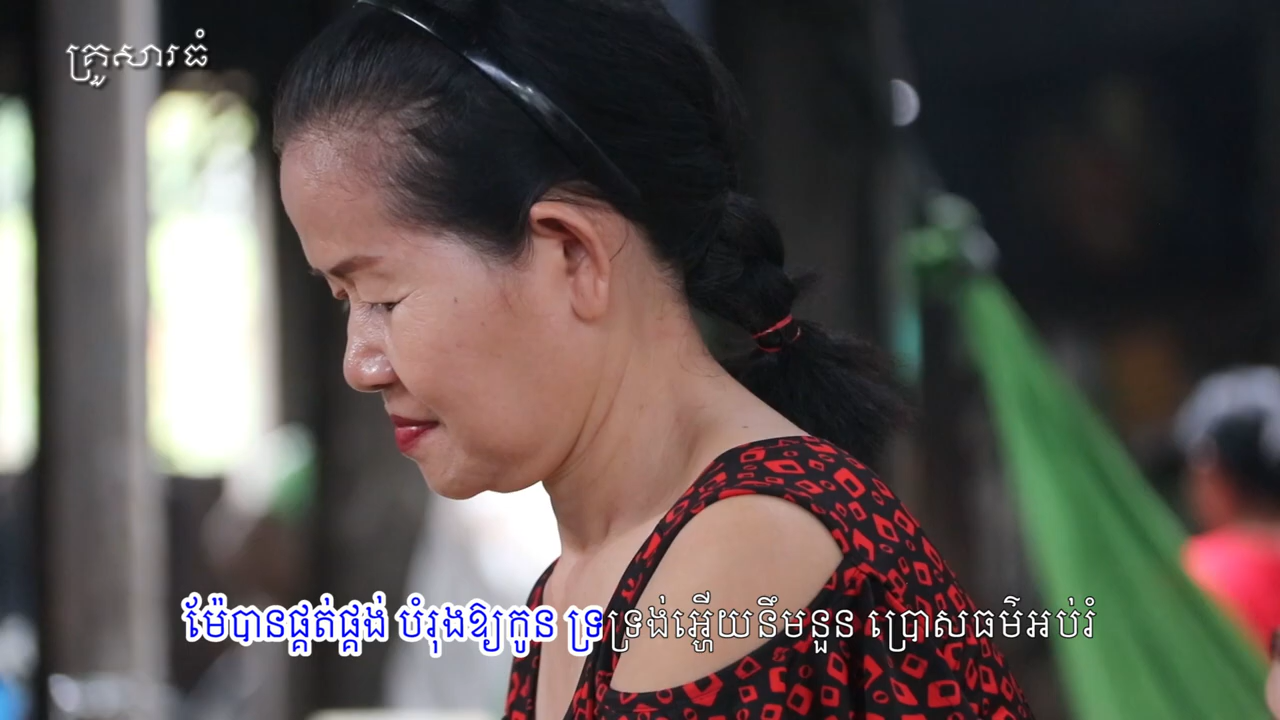 គ្រួសារធំ
ម៉ែបានផ្គត់ផ្គង់ បំរុងឱ្យកូន ទ្រទ្រង់អ្ហើយនឹមនួន ប្រោសធម៌អប់រំ